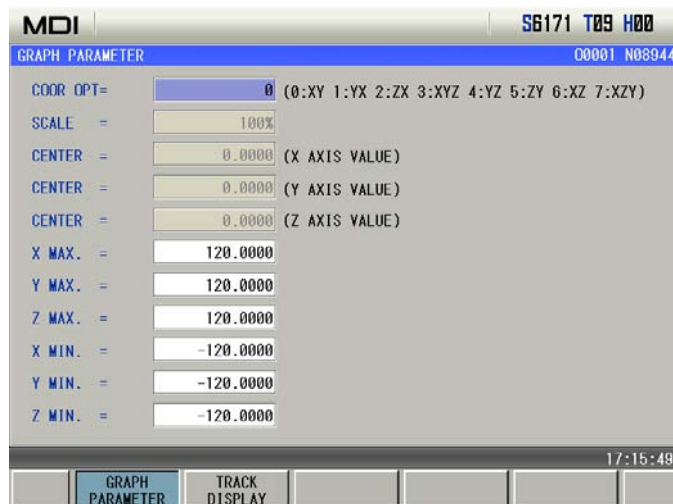 MDI S6171 T09 H00
GRAPH PARAMETER O0001 N08944
COOR OPT= 0 (0:XY 1:YX 2:ZX 3:XYZ 4:YZ 5:ZY 6:XZ 7:XZY)
SCALE = 100%
CENTER = 0.0000 (X AXIS VALUE)
CENTER = 0.0000 (Y AXIS VALUE)
CENTER = 0.0000 (Z AXIS VALUE)
X MAX. = 120.0000
Y MAX. = 120.0000
Z MAX. = 120.0000
X MIN. = -120.0000
Y MIN. = -120.0000
Z MIN. = -120.0000
17:15:49
GRAPH PARAMETER
TRACK DISPLAY